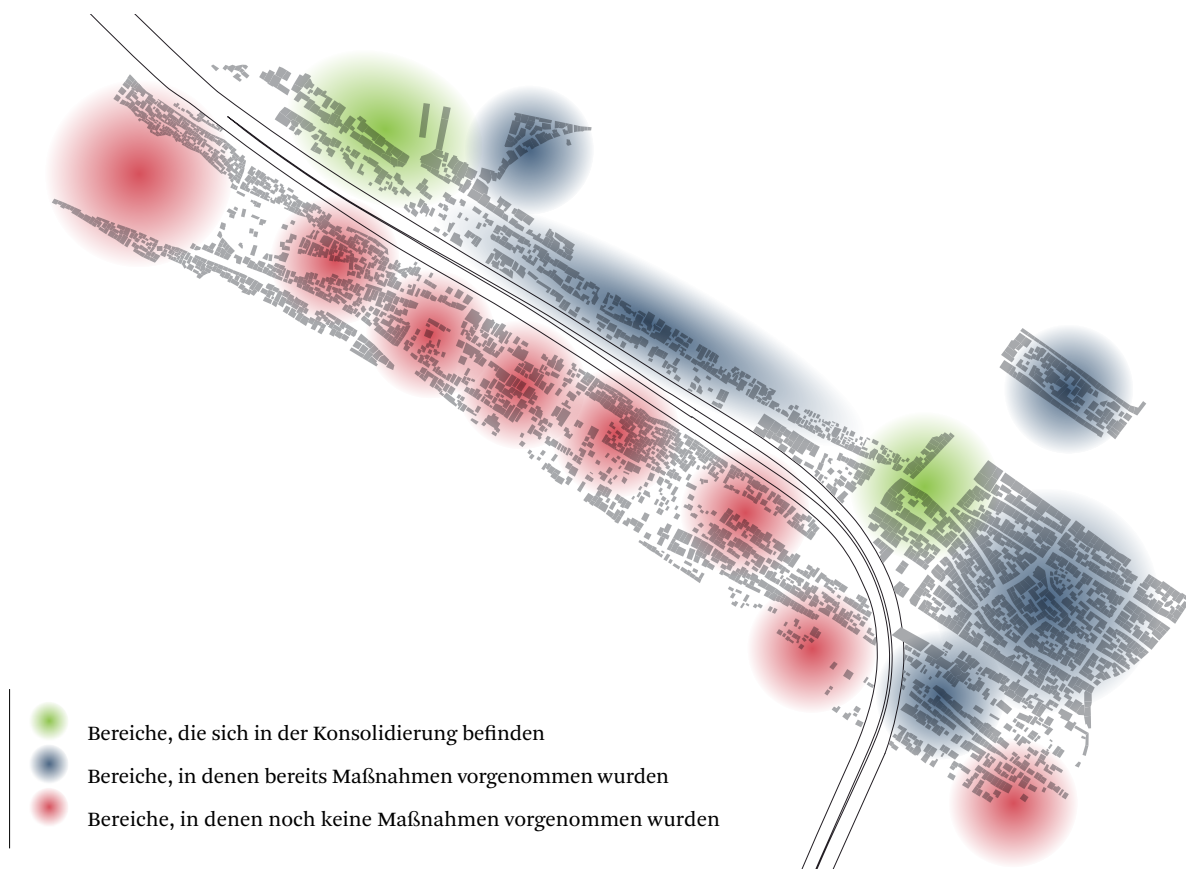 Bereiche, die sich in der Konsolidierung befinden
Bereiche, in denen bereits Maßnahmen vorgenommen wurden
Bereiche, in denen noch keine Maßnahmen vorgenommen wurden